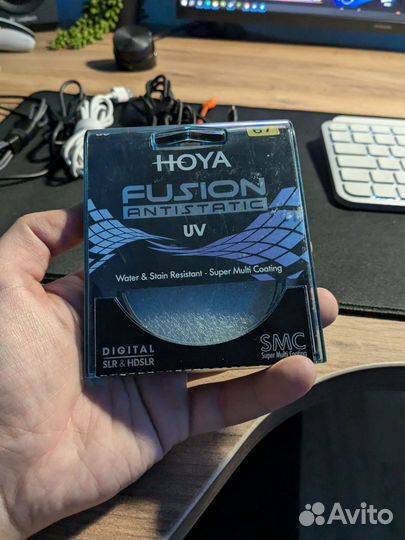 67
HOYA
FUSION
ANTISTATIC
UV
Water & Stain Resistant - Super Multi Coating
DIGITAL
SLR & HDSLR
SMC
Super Multi Coating
Avito